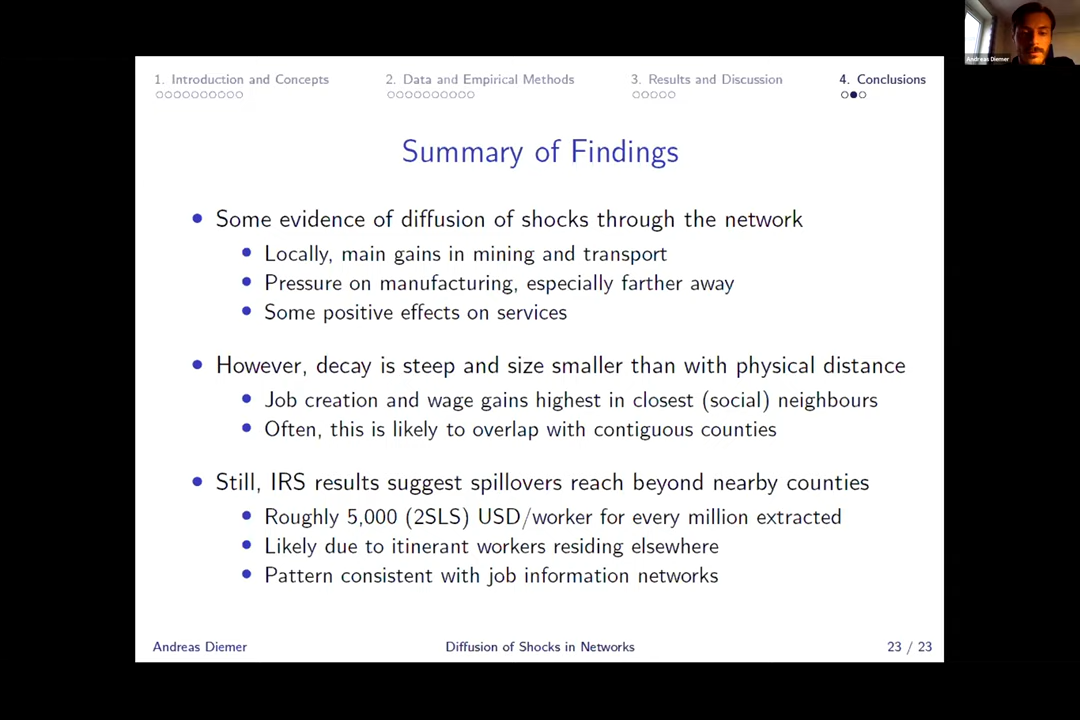 Andreas Diemer
1. Introduction and Concepts 2. Data and Empirical Methods 3. Results and Discussion 4. Conclusions
Summary of Findings
Some evidence of diffusion of shocks through the network
Locally, main gains in mining and transport
Pressure on manufacturing, especially farther away
Some positive effects on services
However, decay is steep and size smaller than with physical distance
Job creation and wage gains highest in closest (social) neighbours
Often, this is likely to overlap with contiguous counties
Still, IRS results suggest spillovers reach beyond nearby counties
Roughly 5,000 (2SLS) USD/worker for every million extracted
Likely due to itinerant workers residing elsewhere
Pattern consistent with job information networks
Andreas Diemer Diffusion of Shocks in Networks 23 / 23